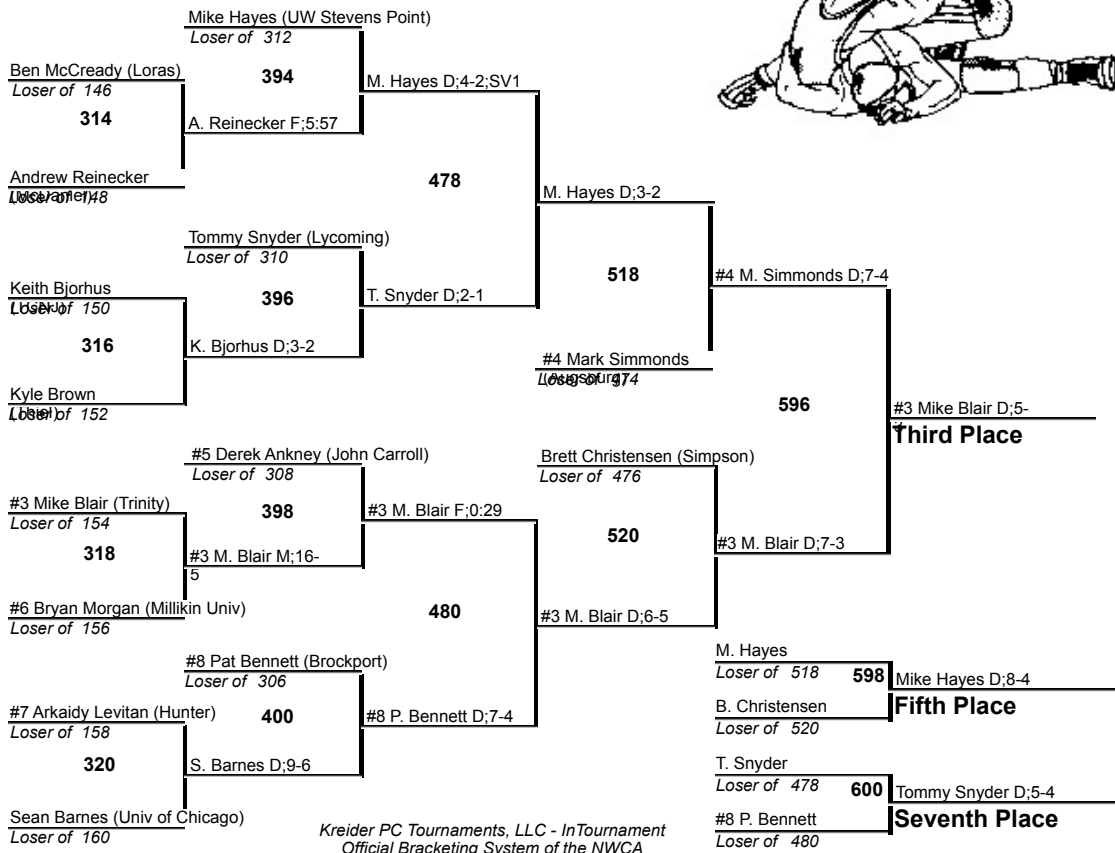 Mike Hayes (UW Stevens Point)
Loser of 312
Ben McCready (Loras)
Loser of 146
394
M. Hayes D;4-2;SV1
314
A. Reinecker F;5:57
Andrew Reinecker
Loser of 148
478
M. Hayes D;3-2
Tommy Snyder (Lycoming)
Loser of 310
Keith Bjorhus
Loser of 150
396
T. Snyder D;2-1
518
#4 M. Simmonds D;7-4
316
K. Bjorhus D;3-2
#4 Mark Simmonds
(Augsburg)
Loser of 474
Kyle Brown
(Thiel)
Loser of 152
596
#3 Mike Blair D;5-
Third Place
#5 Derek Ankney (John Carroll)
Loser of 308
Brett Christensen (Simpson)
Loser of 476
#3 Mike Blair (Trinity)
Loser of 154
398
#3 M. Blair F;0:29
520
#3 M. Blair D;7-3
318
#3 M. Blair M;16-
5
#6 Bryan Morgan (Millikin Univ)
Loser of 156
480
#3 M. Blair D;6-5
#8 Pat Bennett (Brockport)
Loser of 306
M. Hayes
Loser of 518
598
Mike Hayes D;8-4
Fifth Place
B. Christensen
Loser of 520
#7 Arkaidy Levitan (Hunter)
Loser of 158
400
#8 P. Bennett D;7-4
320
S. Barnes D;9-6
T. Snyder
Loser of 478
600
Tommy Snyder D;5-4
Seventh Place
#8 P. Bennett
Loser of 480
Sean Barnes (Univ of Chicago)
Loser of 160
Kreider PC Tournaments, LLC - InTournament
Official Bracketing System of the NWCA